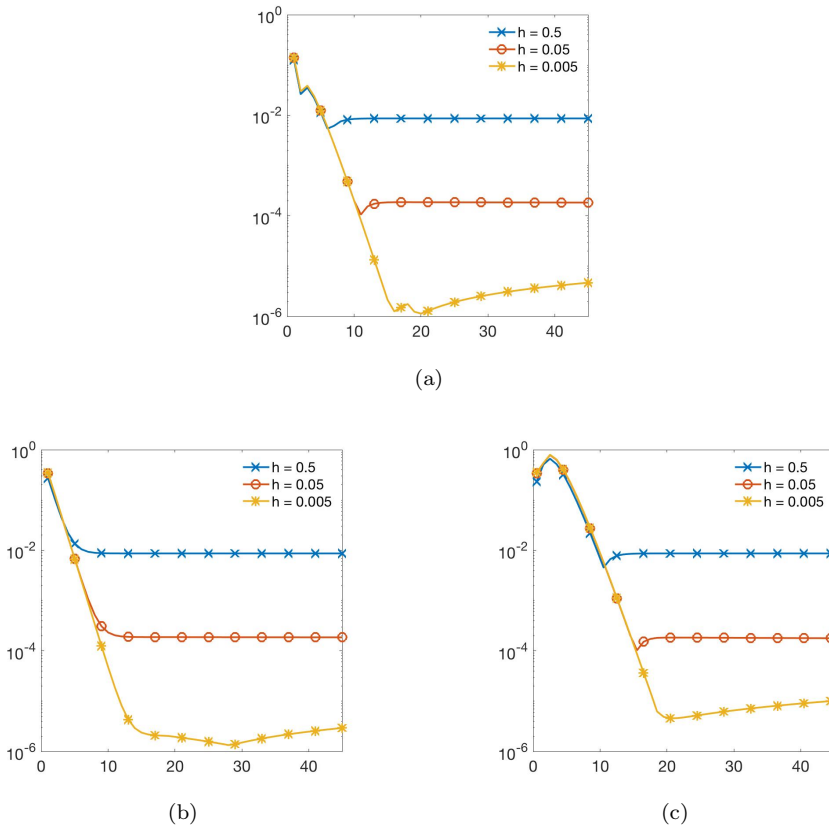 10^0
h = 0.5
h = 0.05
h = 0.005
10^-2
10^-4
10^-6
0 10 20 30 40
(a)
10^0 10^0
h = 0.5 h = 0.5
h = 0.05 h = 0.05
h = 0.005 h = 0.005
10^-2 10^-2
10^-4 10^-4
10^-6 10^-6
0 10 20 30 40 0 10 20 30 40
(b) (c)